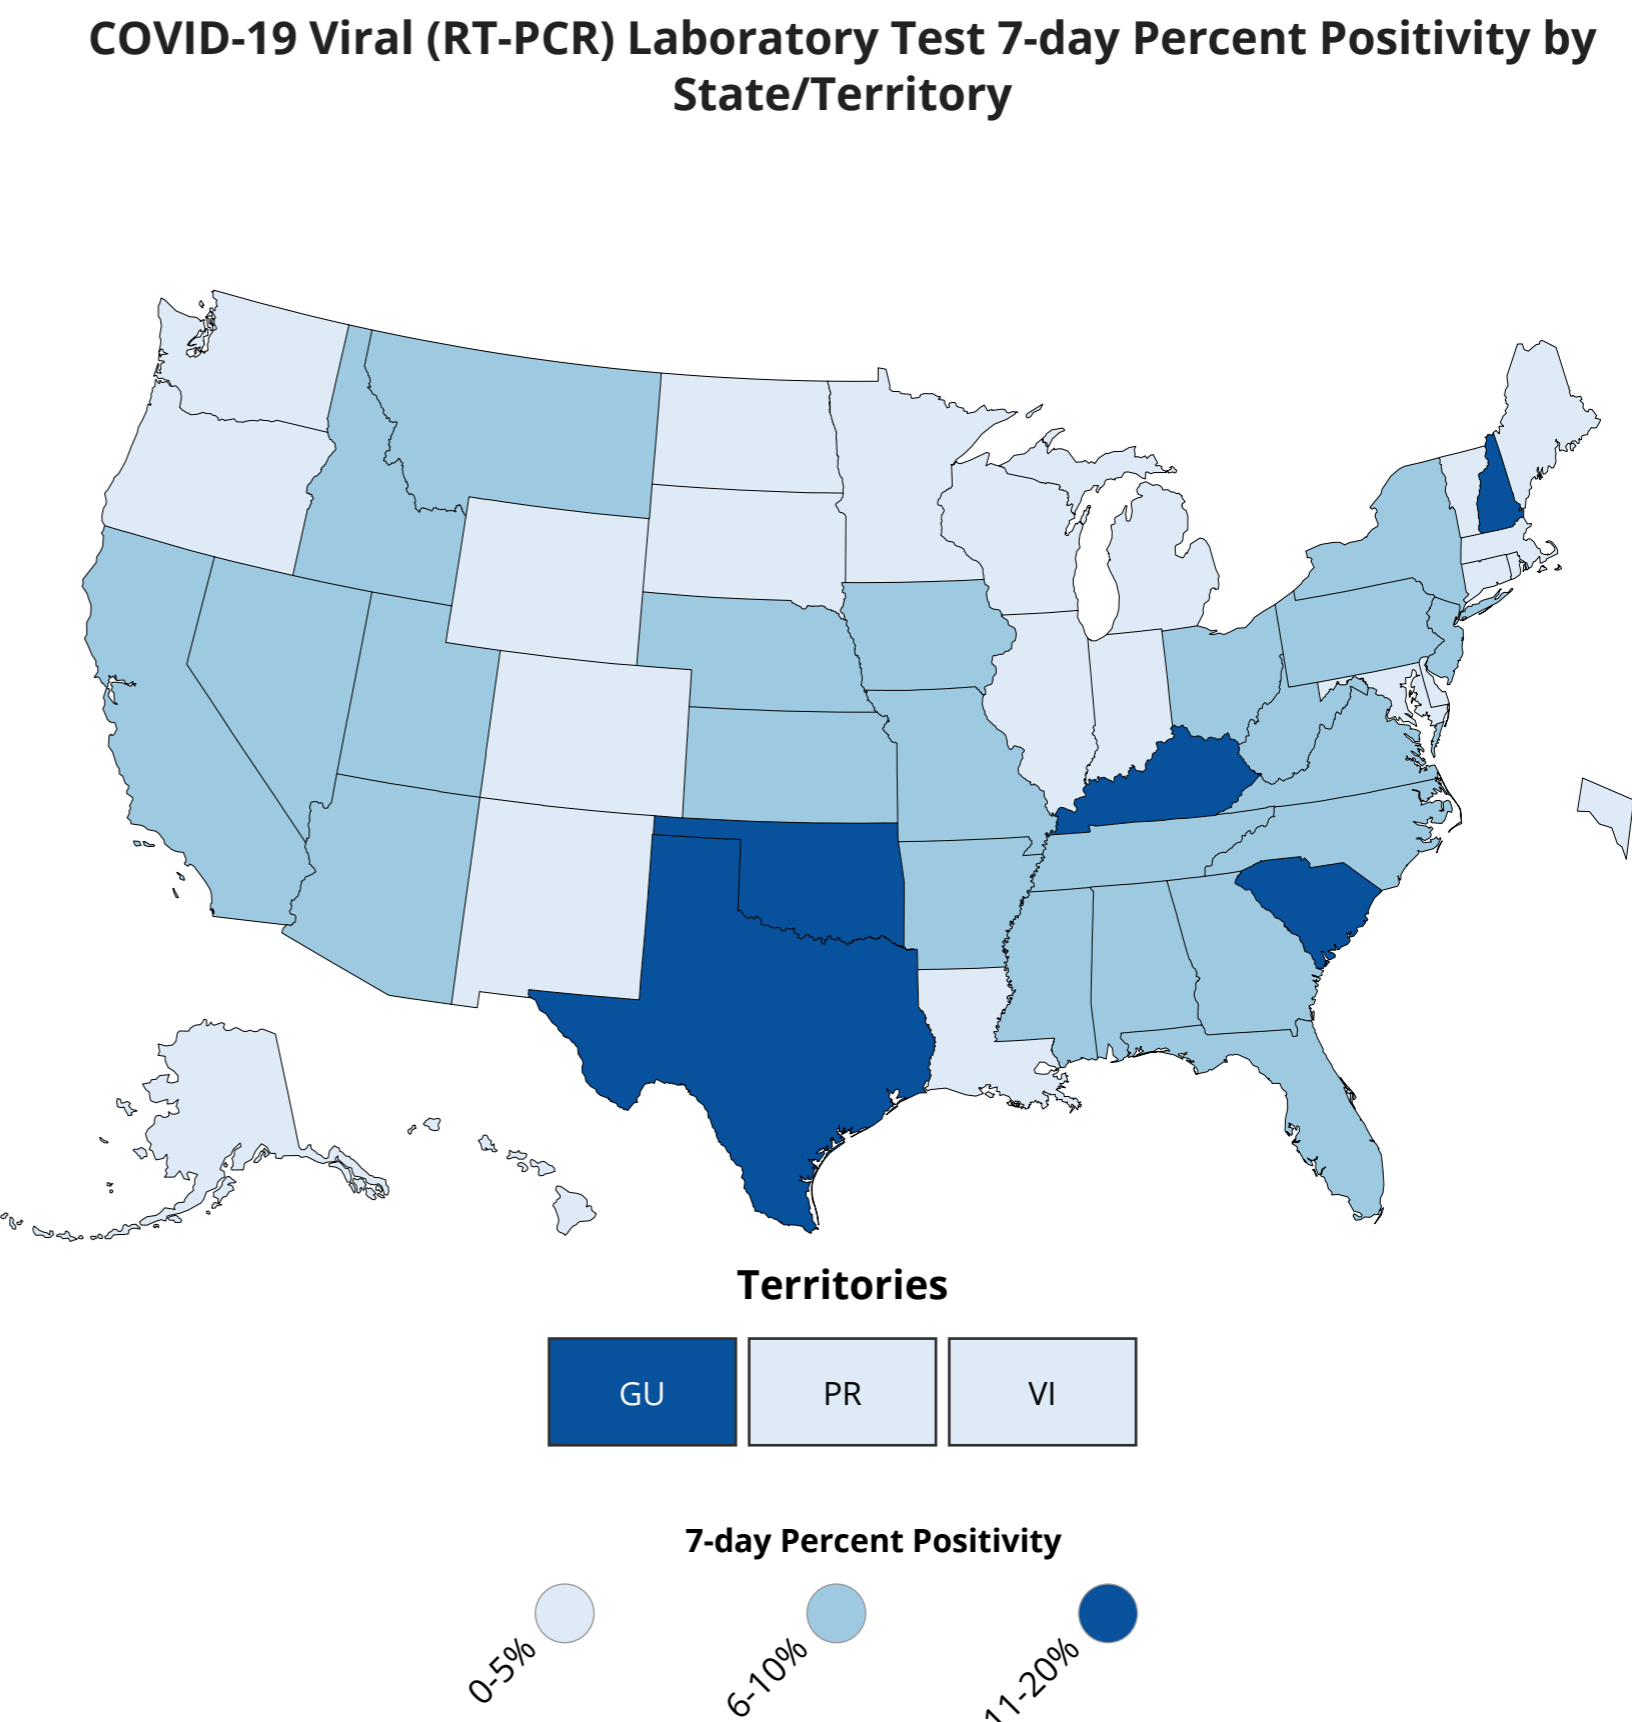 COVID-19 Viral (RT-PCR) Laboratory Test 7-day Percent Positivity by
State/Territory
Territories
GU PR VI
7-day Percent Positivity
0-5% 6-10% 11-20%